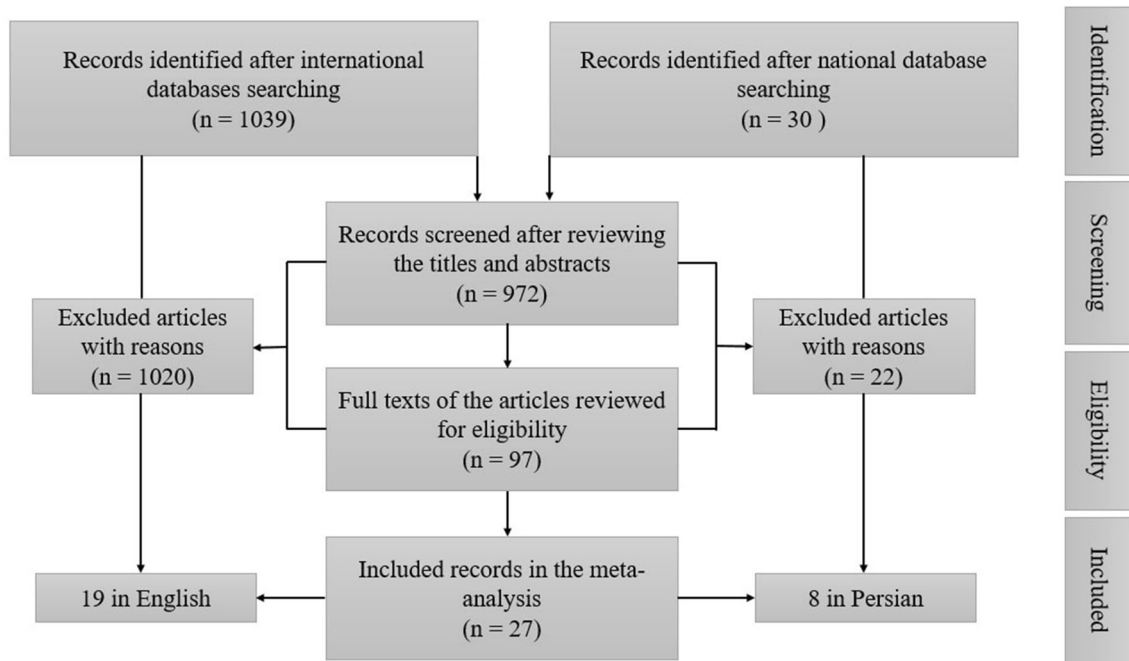 Records identified after international
databases searching
(n = 1039)
Records identified after national database
searching
(n = 30 )
Identification
Records screened after reviewing
the titles and abstracts
(n = 972)
Screening
Excluded articles
with reasons
(n = 1020)
Excluded articles
with reasons
(n = 22)
Full texts of the articles reviewed
for eligibility
(n = 97)
Eligibility
Included records in the meta-
analysis
(n = 27)
19 in English
8 in Persian
Included